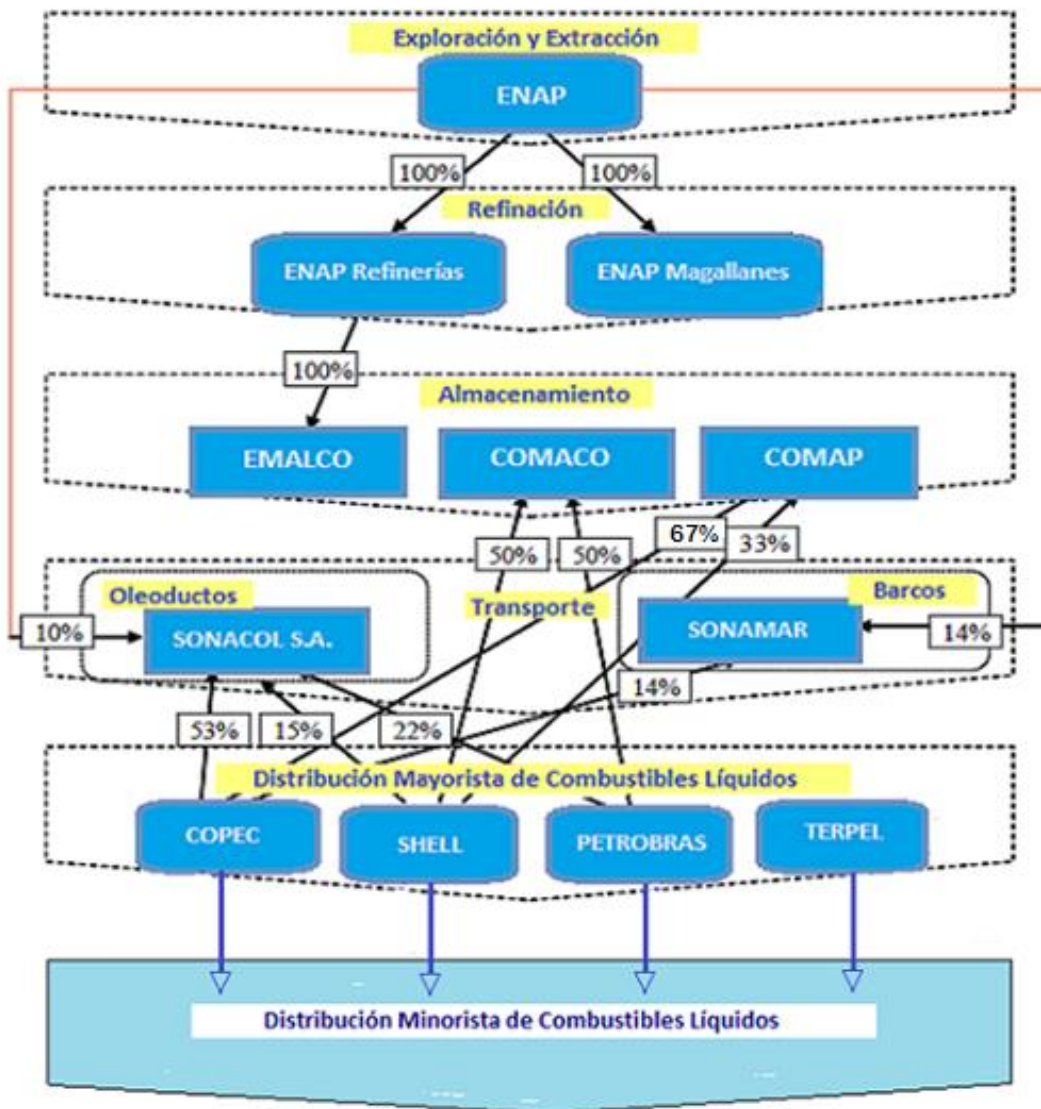 Exploración y Extracción
ENAP
100%
100%
Refinación
ENAP Refinerías
ENAP Magallanes
100%
Almacenamiento
EMALCO
COMACO
COMAP
50%
50%
67%
33%
Oleoductos
Transporte
Barcos
10%
SONACOL S.A.
SONAMAR
14%
14%
53%
15%
22%
Distribución Mayorista de Combustibles Líquidos
COPEC
SHELL
PETROBRAS
TERPEL
Distribución Minorista de Combustibles Líquidos